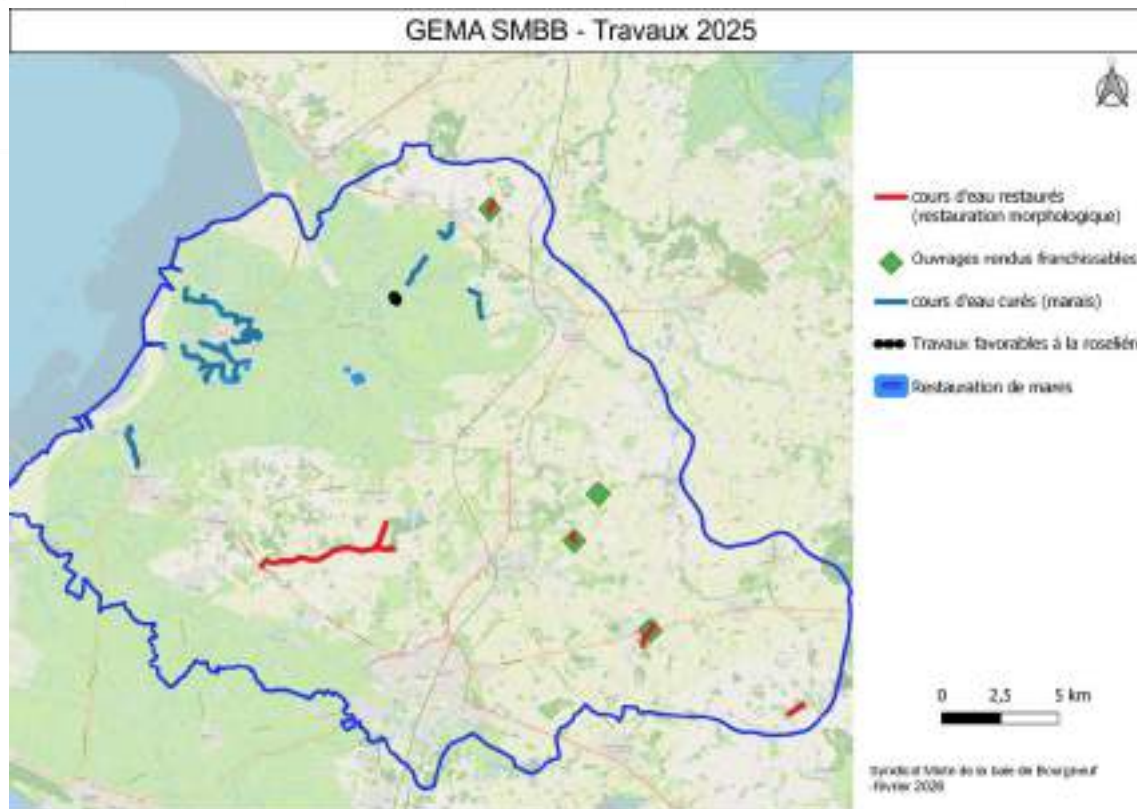 GEMA SMBB - Travaux 2025
cours d'eau restaurés
(restauration morphologique)
Ouvrages rendus franchissables
cours d'eau curés (marais)
Travaux favorables à la roselière
Restauration de mares
0 2,5 5 km
Syndicat Mixte de la Baie de Bourgneuf
-février 2026